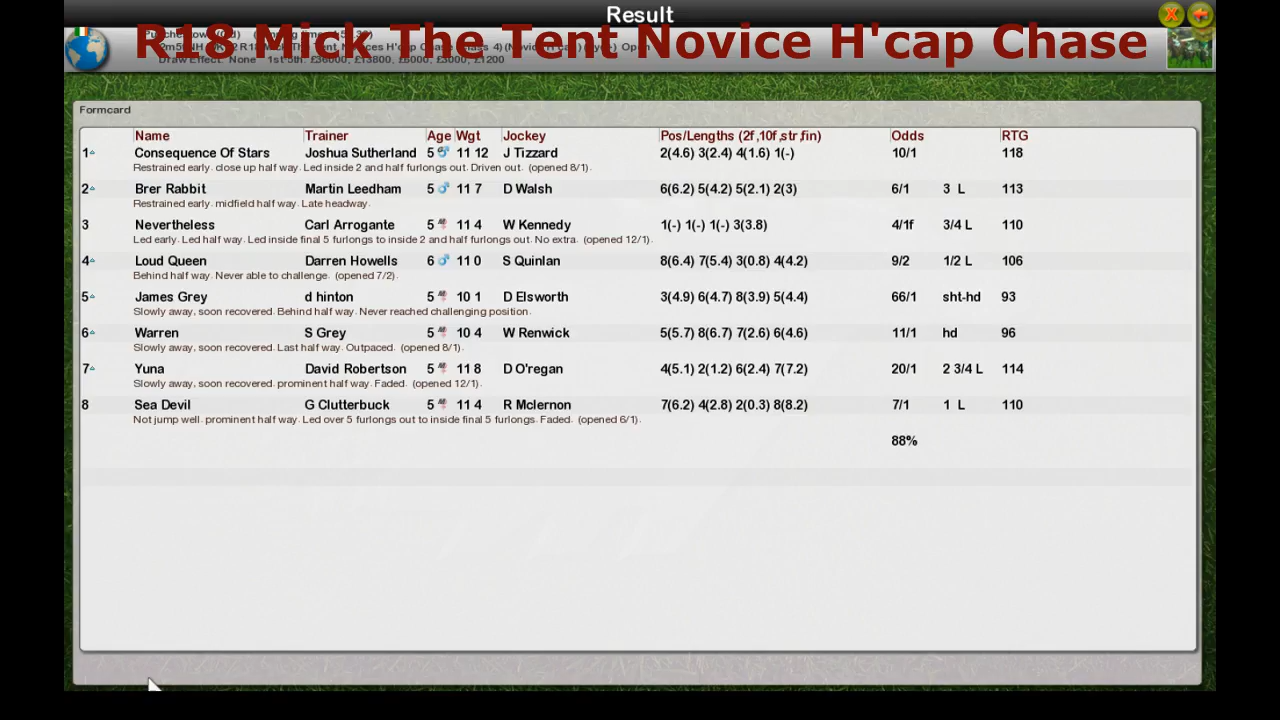 Result
R18 Mick The Tent Novice H'cap Chase
Draw Effect: None 1st-5th: £36000, £13800, £6000, £3000, £1200
Formcard
Name Trainer Age Wgt Jockey Pos/Lengths (2f,10f,str,fin) Odds RTG
1 Consequence Of Stars Joshua Sutherland 5 11 12 J Tizzard 2(4.6) 3(2.4) 4(1.6) 1(-) 10/1 118
Restrained early. close up half way. Led inside 2 and half furlongs out. Driven out. (opened 8/1).
2 Brer Rabbit Martin Leedham 5 11 7 D Walsh 6(6.2) 5(4.2) 5(2.1) 2(3) 6/1 3 L 113
Restrained early. midfield half way. Late headway.
3 Nevertheless Carl Arrogante 5 11 4 W Kennedy 1(-) 1(-) 1(-) 3(3.8) 4/1f 3/4 L 110
Led early. Led half way. Led inside final 5 furlongs to inside 2 and half furlongs out. No extra. (opened 12/1).
4 Loud Queen Darren Howells 6 11 0 S Quinlan 8(6.4) 7(5.4) 3(0.8) 4(4.2) 9/2 1/2 L 106
Behind half way. Never able to challenge. (opened 7/2).
5 James Grey d hinton 5 10 1 D Elsworth 3(4.9) 6(4.7) 8(3.9) 5(4.4) 66/1 sht-hd 93
Slowly away, soon recovered. Behind half way. Never reached challenging position.
6 Warren S Grey 5 10 4 W Renwick 5(5.7) 8(6.7) 7(2.6) 6(4.6) 11/1 hd 96
Slowly away, soon recovered. Last half way. Outpaced. (opened 8/1).
7 Yuna David Robertson 5 11 8 D O'regan 4(5.1) 2(1.2) 6(2.4) 7(7.2) 20/1 2 3/4 L 114
Slowly away, soon recovered. prominent half way. Faded. (opened 12/1).
8 Sea Devil G Clutterbuck 5 11 4 R Mclernon 7(6.2) 4(2.8) 2(0.3) 8(8.2) 7/1 1 L 110
Not jump well. prominent half way. Led over 5 furlongs out to inside final 5 furlongs. Faded. (opened 6/1).
88%